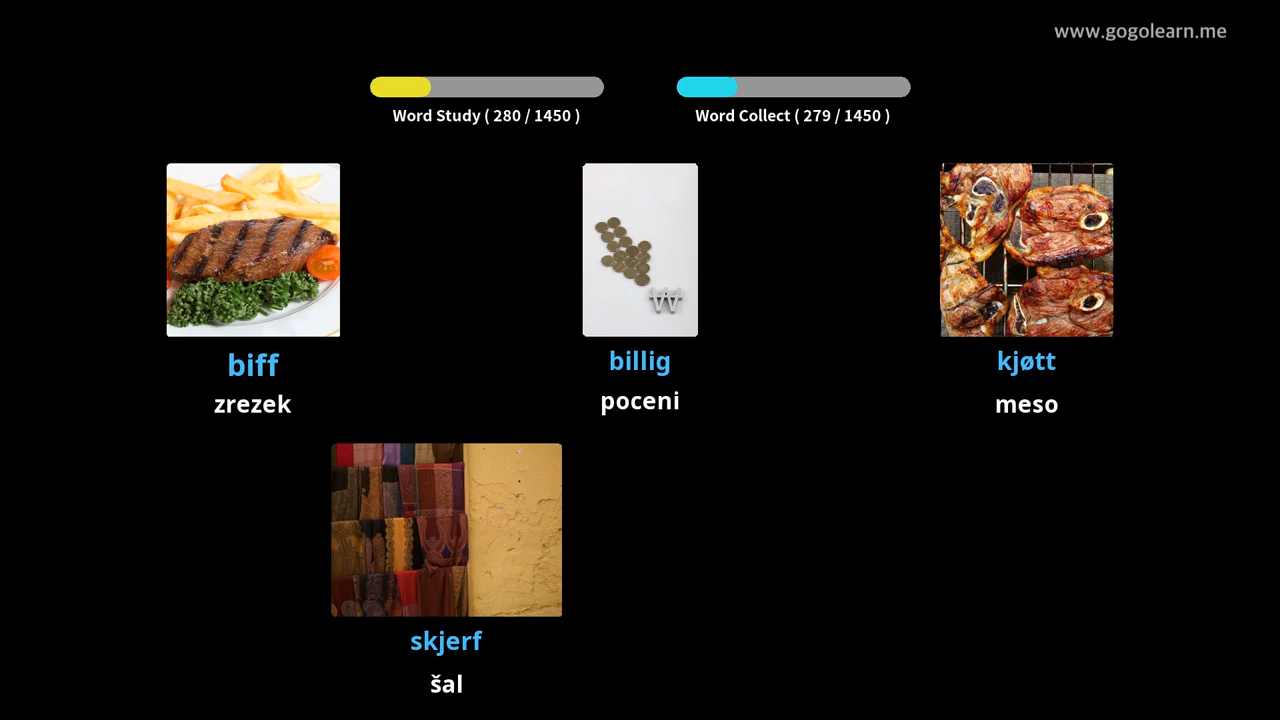 www.gogolearn.me
Word Study ( 280 / 1450 )
Word Collect ( 279 / 1450 )
biff
billig
kjøtt
zrezek
poceni
meso
skjerf
šal